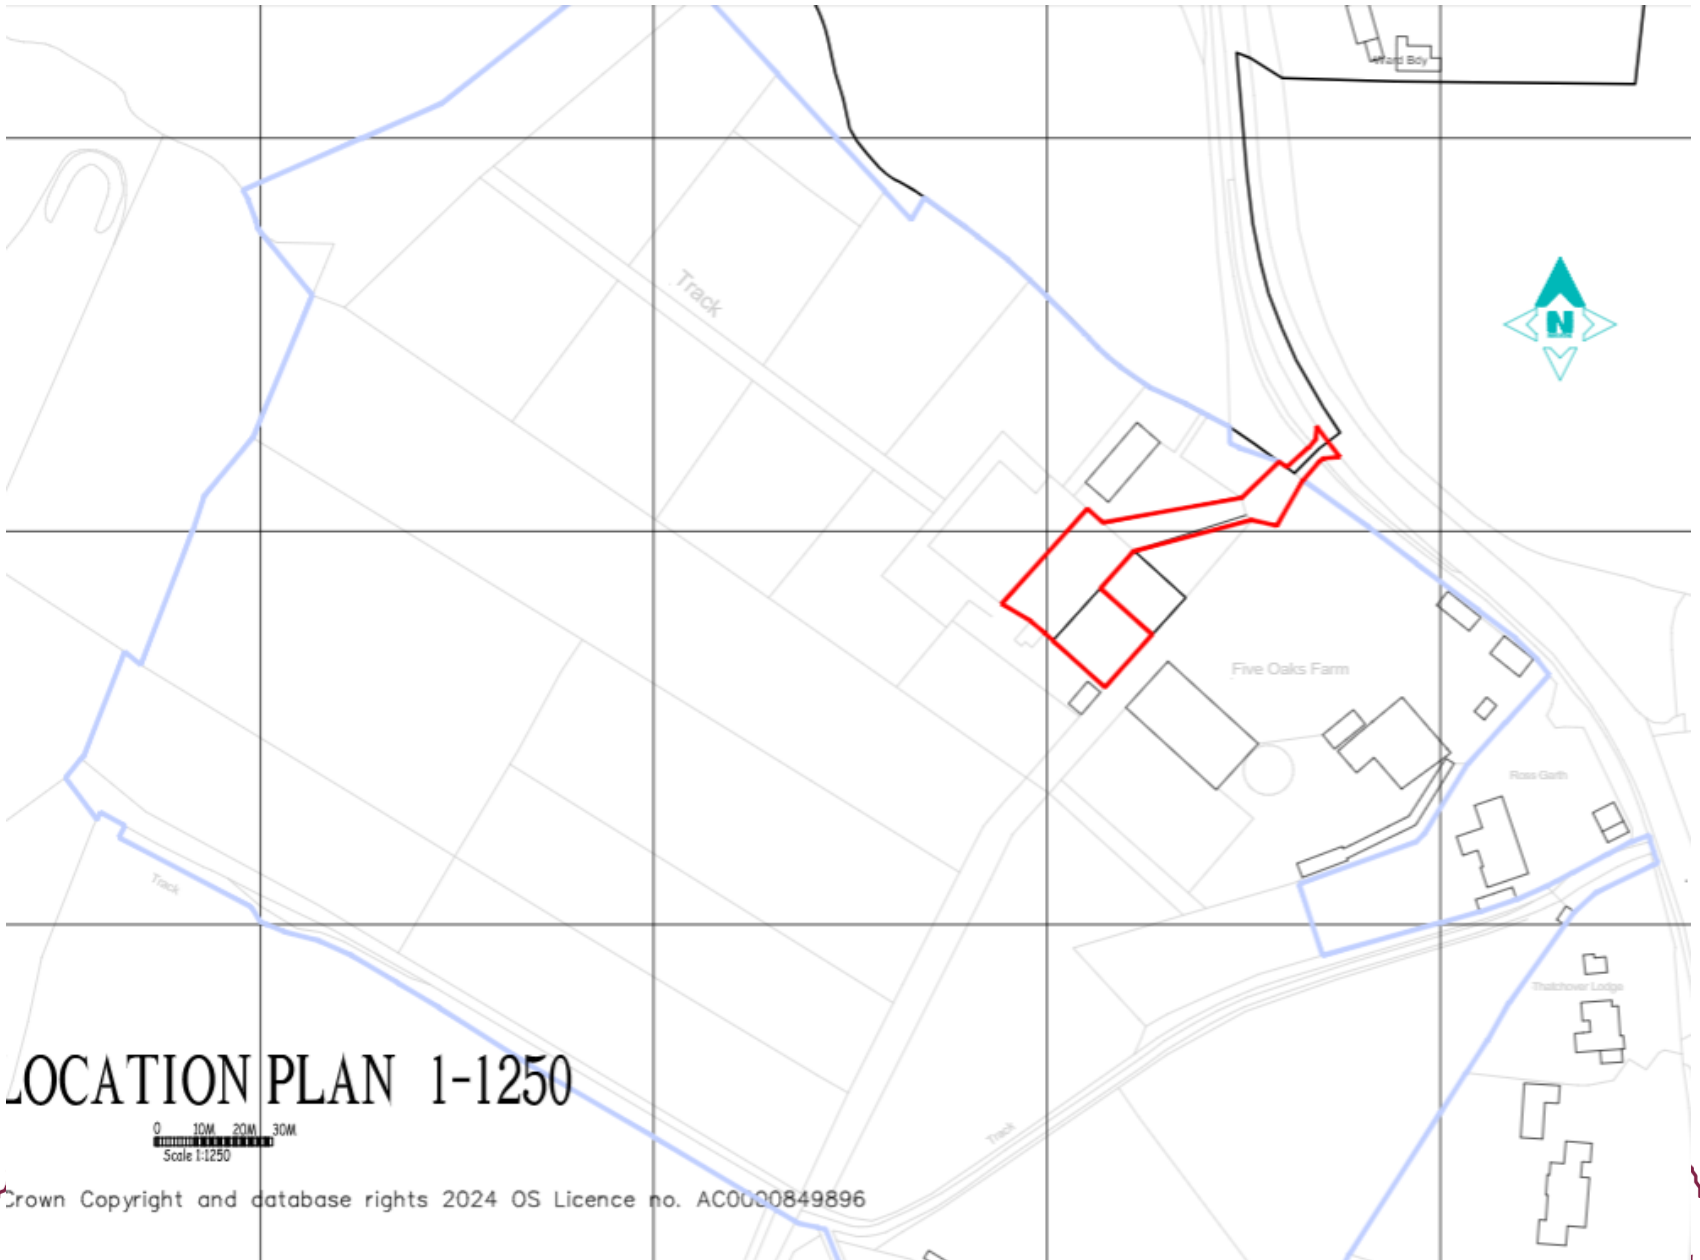 Ward Bdy
Track
N
Five Oaks Farm
Ross Garth
Track
Thatchover Lodge
LOCATION PLAN 1-1250
0 10M 20M 30M
Scale 1:1250
Track
Crown Copyright and database rights 2024 OS Licence no. AC0000849896